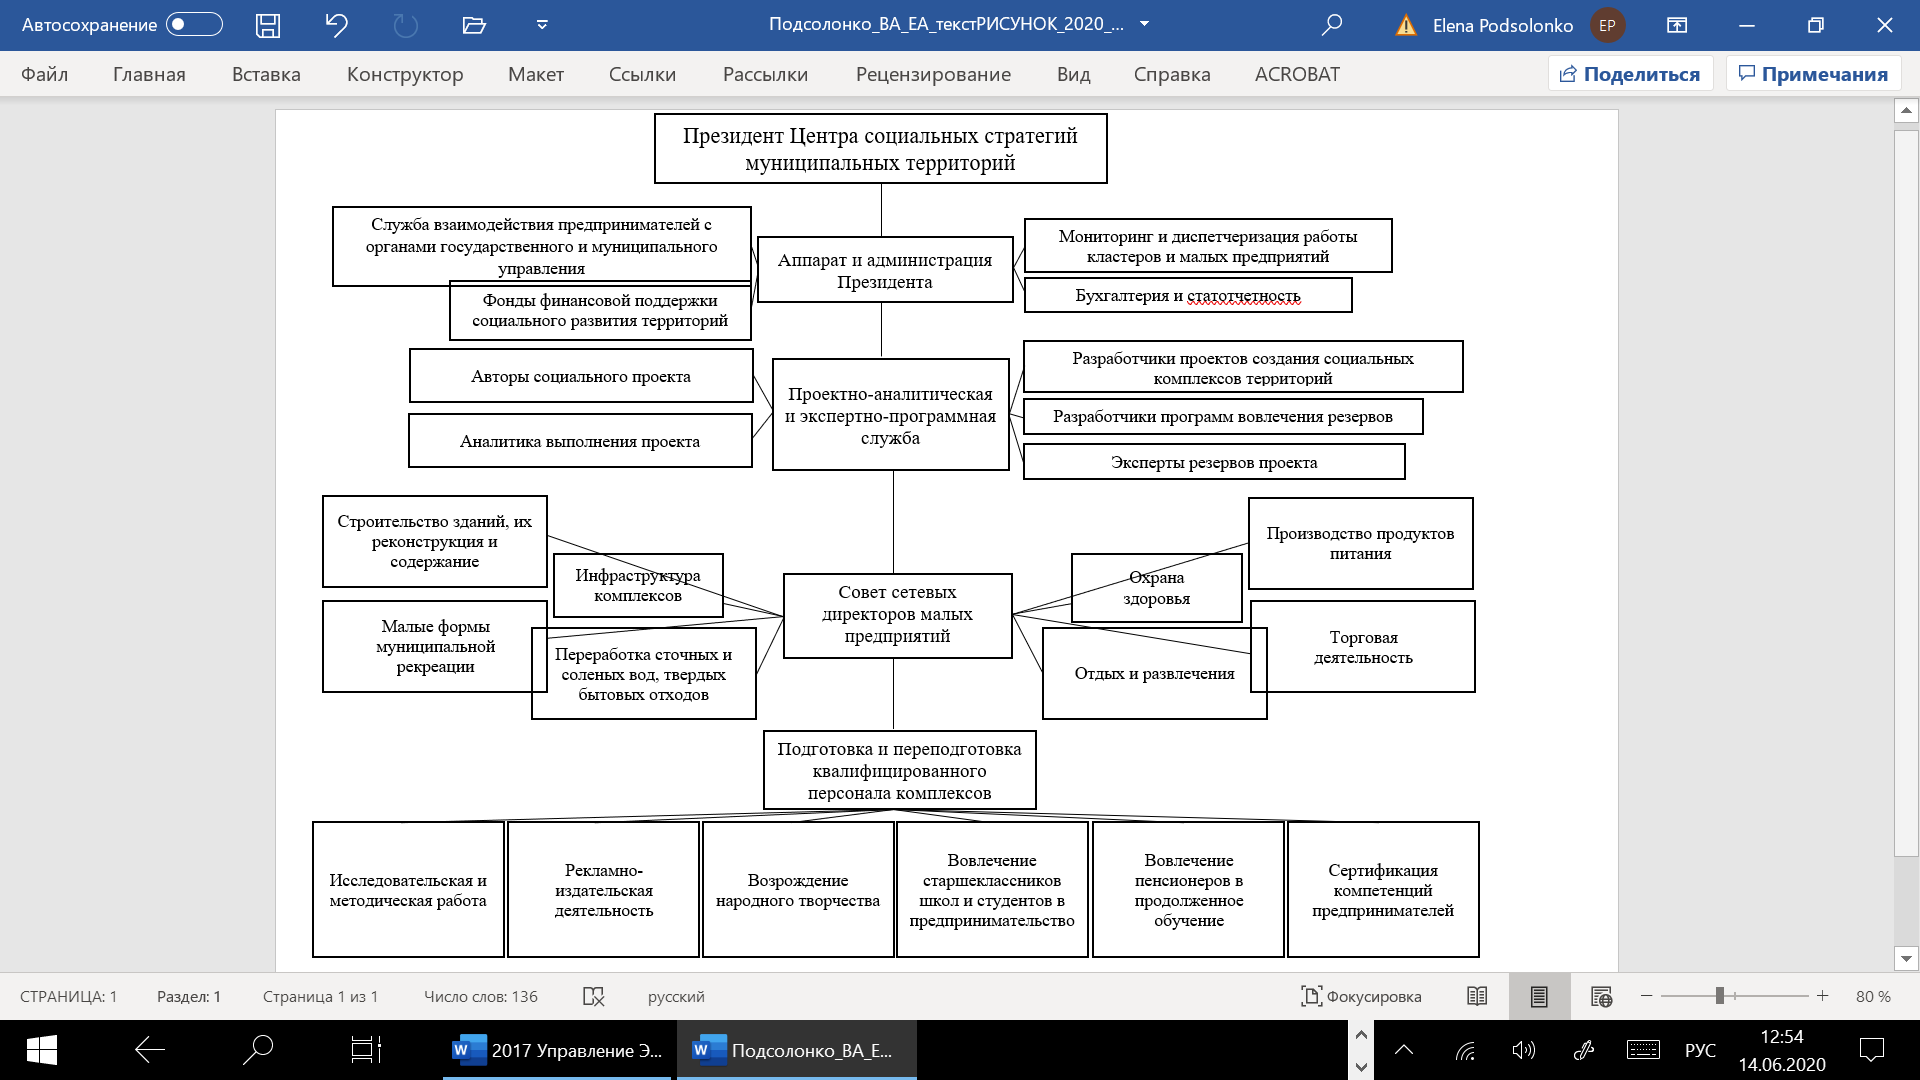 Автосохранение
Подсолонко_ВА_ЕА_текстРИСУНОК_2020_...
Elena Podsolonko
EP
Файл
Главная
Вставка
Конструктор
Макет
Ссылки
Рассылки
Рецензирование
Вид
Справка
ACROBAT
Поделиться
Примечания
Президент Центра социальных стратегий
муниципальных территорий
Служба взаимодействия предпринимателей с
органами государственного и муниципального
управления
Фонды финансовой поддержки
социального развития территорий
Аппарат и администрация
Президента
Мониторинг и диспетчеризация работы
кластеров и малых предприятий
Бухгалтерия и статотчетность
Авторы социального проекта
Аналитика выполнения проекта
Проектно-аналитическая
и экспертно-программная
служба
Разработчики проектов создания социальных
комплексов территорий
Разработчики программ вовлечения резервов
Эксперты резервов проекта
Строительство зданий, их
реконструкция и
содержание
Инфраструктура
комплексов
Малые формы
муниципальной
рекреации
Переработка сточных и
соленых вод, твердых
бытовых отходов
Совет сетевых
директоров малых
предприятий
Охрана
здоровья
Производство продуктов
питания
Отдых и развлечения
Торговая
деятельность
Подготовка и переподготовка
квалифицированного
персонала комплексов
Исследовательская и
методическая работа
Рекламно-
издательская
деятельность
Возрождение
народного творчества
Вовлечение
старшеклассников
школ и студентов в
предпринимательство
Вовлечение
пенсионеров в
продолженное
обучение
Сертификация
компетенций
предпринимателей
СТРАНИЦА: 1
Раздел: 1
Страница 1 из 1
Число слов: 136
русский
Фокусировка
80 %
2017 Управление Э...
Подсолонко_ВА_Е...
РУС
12:54
14.06.2020